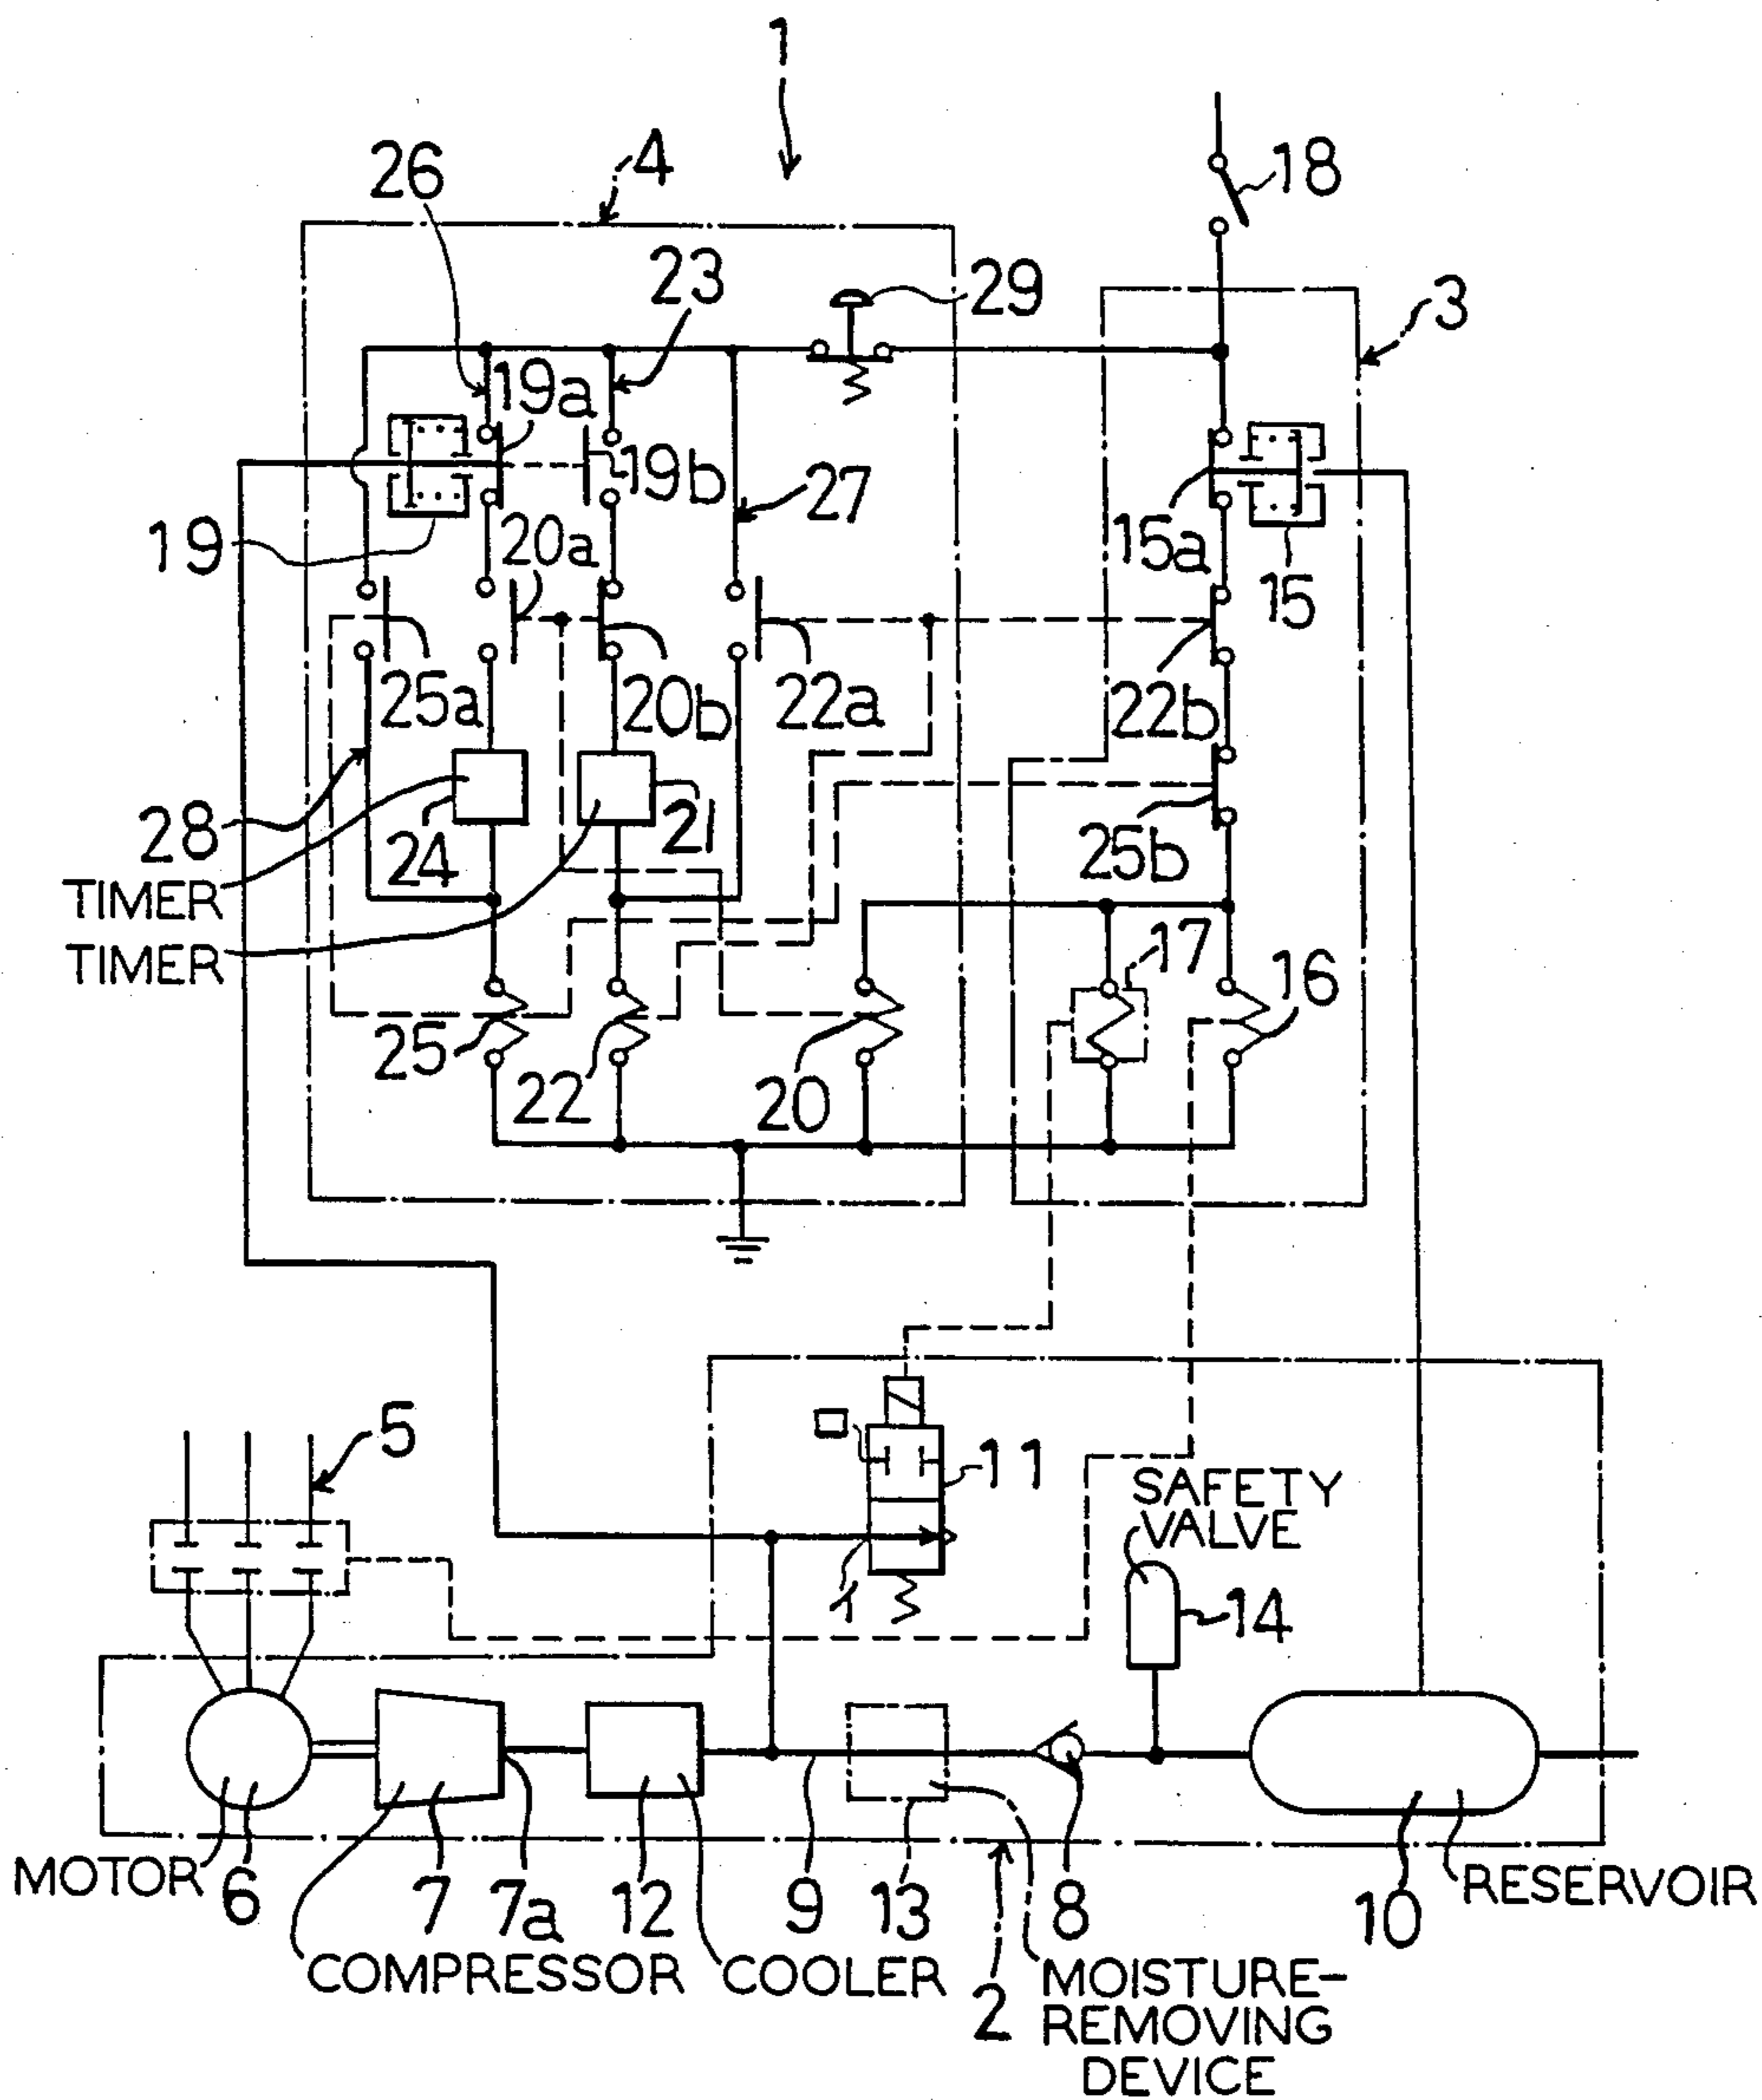 1
4
26
18
23
29
3
19a
19b
27
19
20a
15a
15
25a
20b
22a
22b
28
24
21
25b
TIMER
TIMER
17
16
25
22
20
5
ロ
11
SAFETY
VALVE
イ
14
MOTOR
6
7
7a
12
9
13
8
10
RESERVOIR
COMPRESSOR
COOLER
2
MOISTURE-
REMOVING
DEVICE